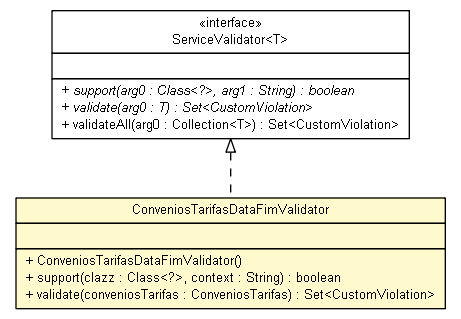 «interface»
ServiceValidator<T>
+ support(arg0 : Class<?>, arg1 : String) : boolean
+ validate(arg0 : T) : Set<CustomViolation>
+ validateAll(arg0 : Collection<T>) : Set<CustomViolation>
ConveniosTarifasDataFimValidator
+ ConveniosTarifasDataFimValidator()
+ support(clazz : Class<?>, context : String) : boolean
+ validate(conveniosTarifas : ConveniosTarifas) : Set<CustomViolation>